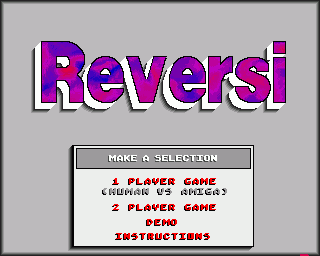 Reversi
MAKE A SELECTION
1 PLAYER GAME
(HUMAN VS AMIGA)
2 PLAYER GAME
DEMO
INSTRUCTIONS